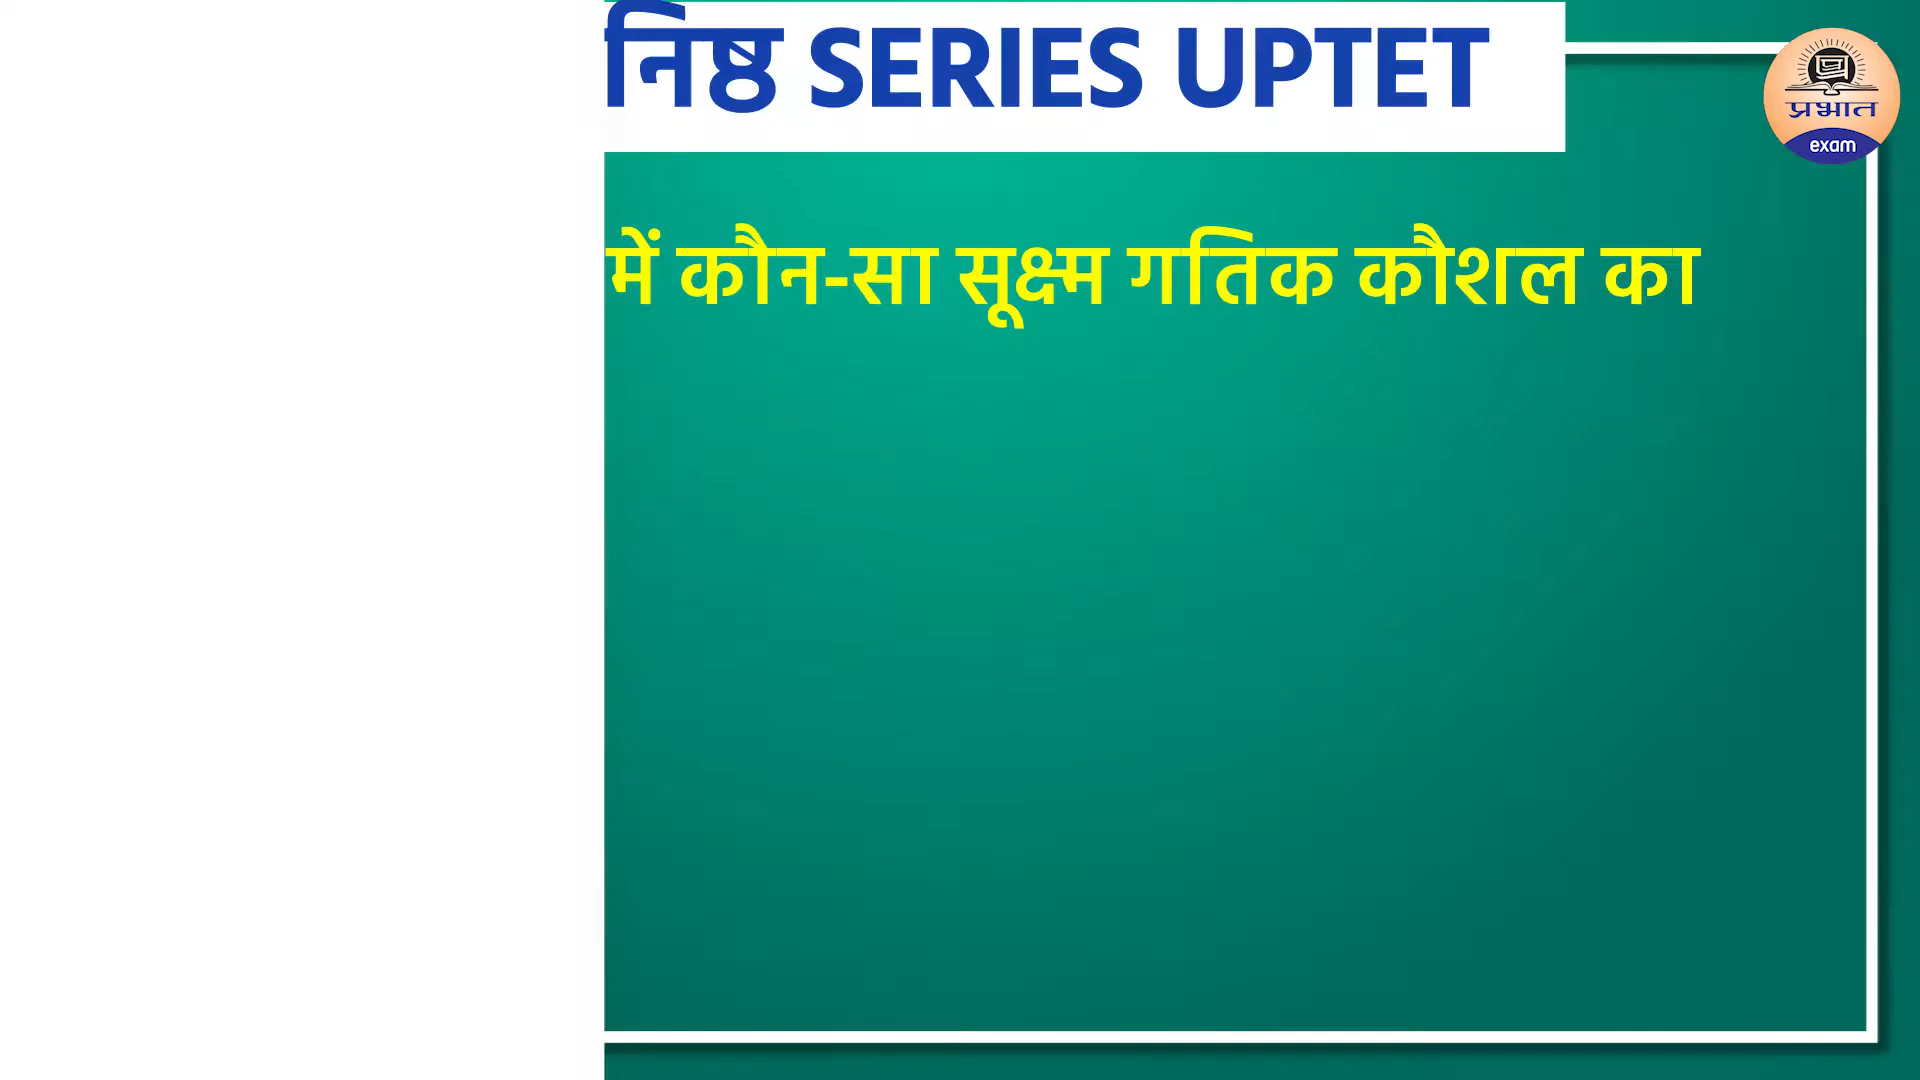 निष्ठ SERIES UPTET
प्रभात
exam
में कौन-सा सूक्ष्म गतिक कौशल का